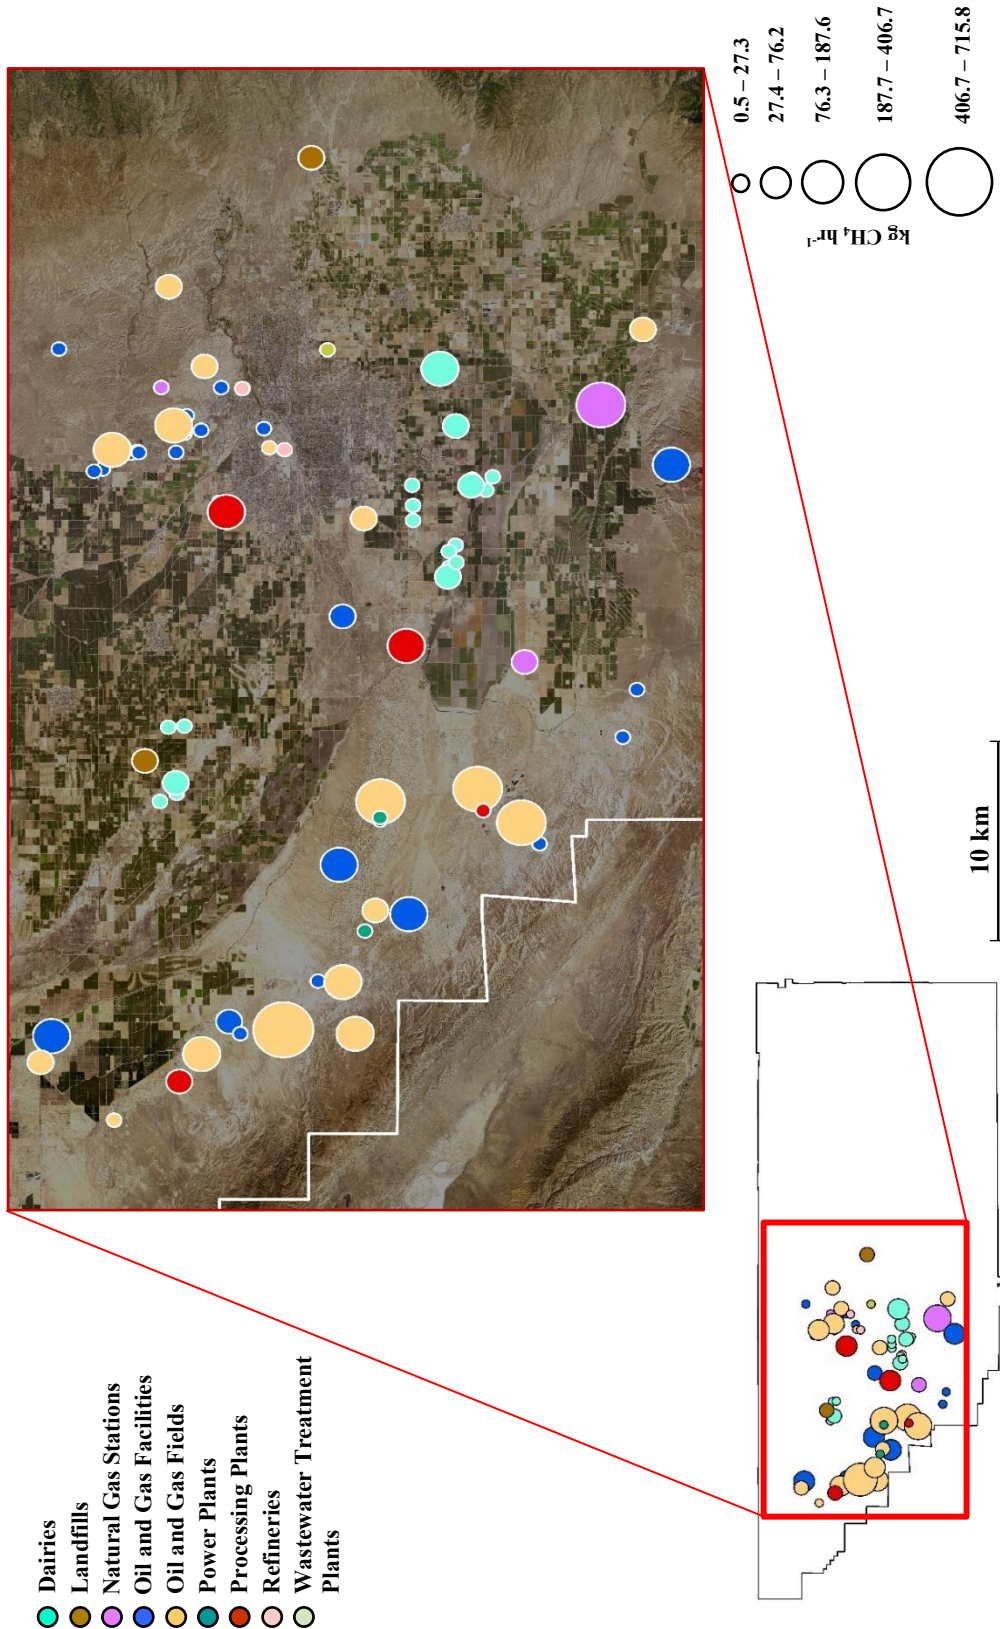 Dairies
Landfills
Natural Gas Stations
Oil and Gas Facilities
Oil and Gas Fields
Power Plants
Processing Plants
Refineries
Wastewater Treatment
Plants
10 km
kg CH₄ hr⁻¹
0.5 – 27.3
27.4 – 76.2
76.3 – 187.6
187.7 – 406.7
406.7 – 715.8